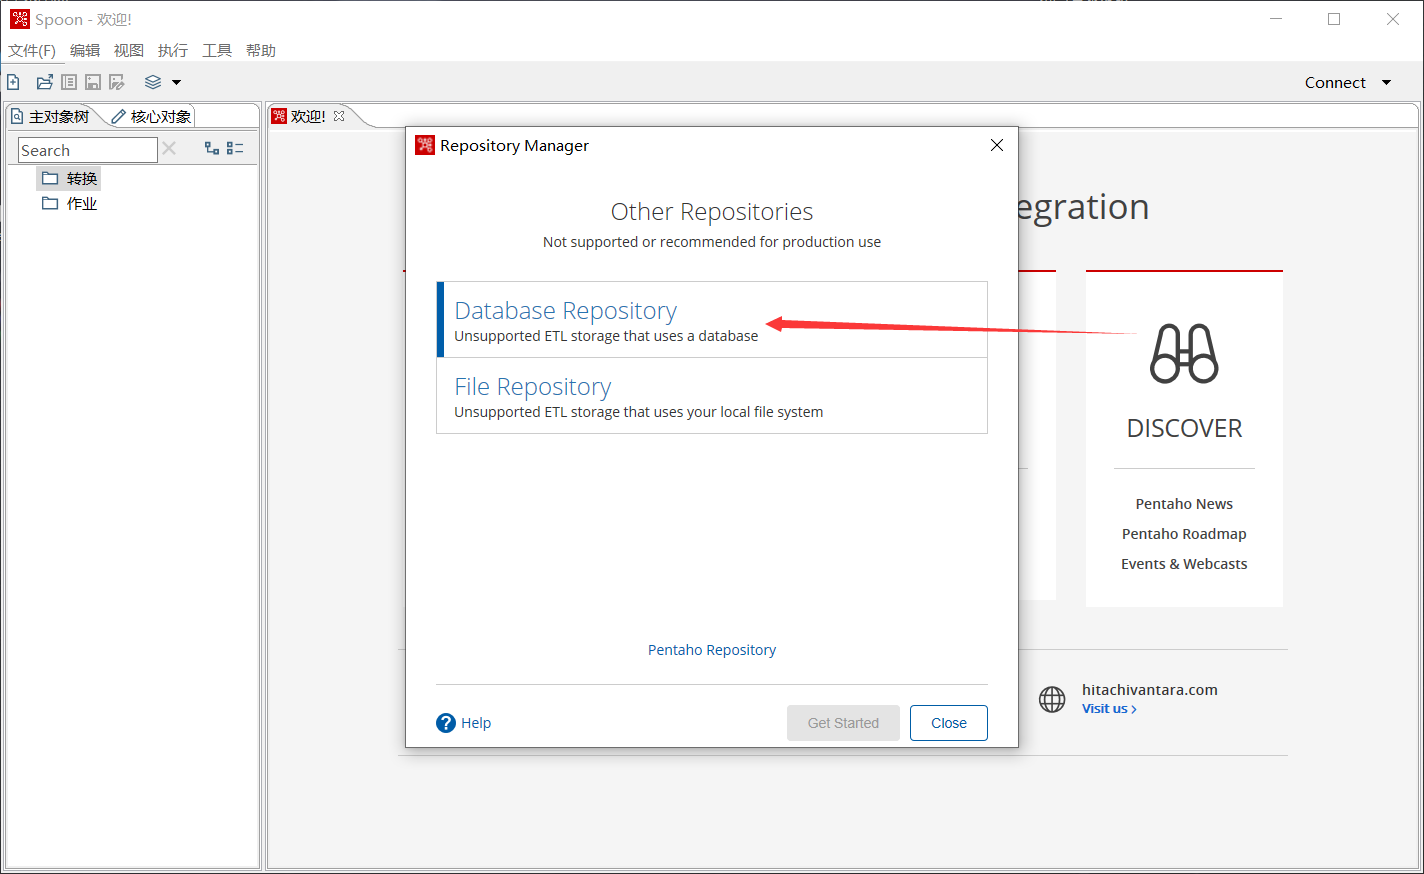 Spoon - 欢迎!
文件(F) 编辑 视图 执行 工具 帮助
Connect
主对象树 核心对象
欢迎!
Search
转换
作业
Repository Manager
Other Repositories
Not supported or recommended for production use
Database Repository
Unsupported ETL storage that uses a database
File Repository
Unsupported ETL storage that uses your local file system
Pentaho Repository
Help
Get Started
Close
egration
DISCOVER
Pentaho News
Pentaho Roadmap
Events & Webcasts
hitachivantara.com
Visit us >